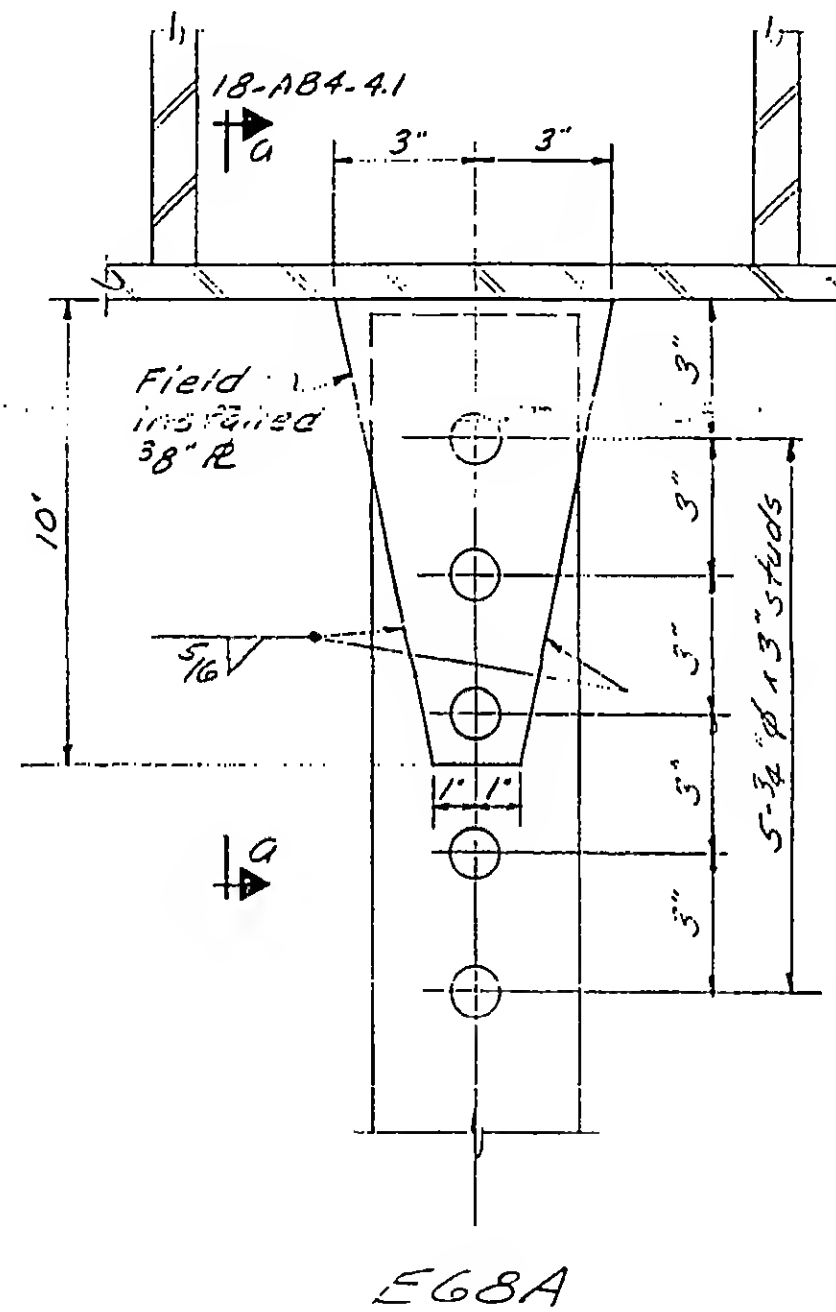 18-AB4-4.1
a
3" 3"
Field
installed
3/8" ℄
10"
3"
3"
3"
3"
3"
5-3/4"φ x 3" studs
5/16
1" 1"
a
E68A